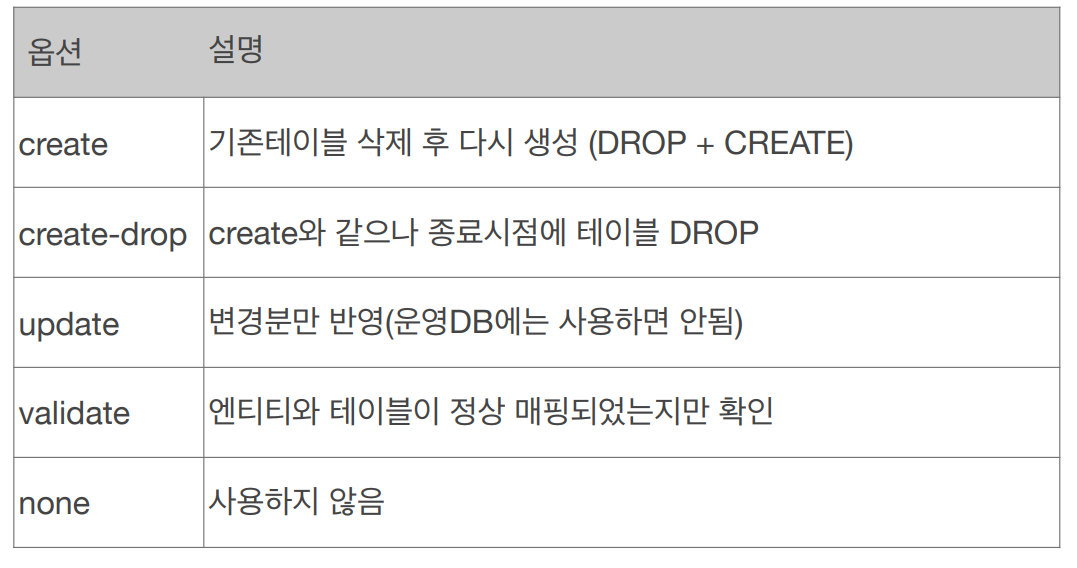 옵션 설명
create 기존테이블 삭제 후 다시 생성 (DROP + CREATE)
create-drop create와 같으나 종료시점에 테이블 DROP
update 변경분만 반영(운영DB에는 사용하면 안됨)
validate 엔티티와 테이블이 정상 매핑되었는지만 확인
none 사용하지 않음